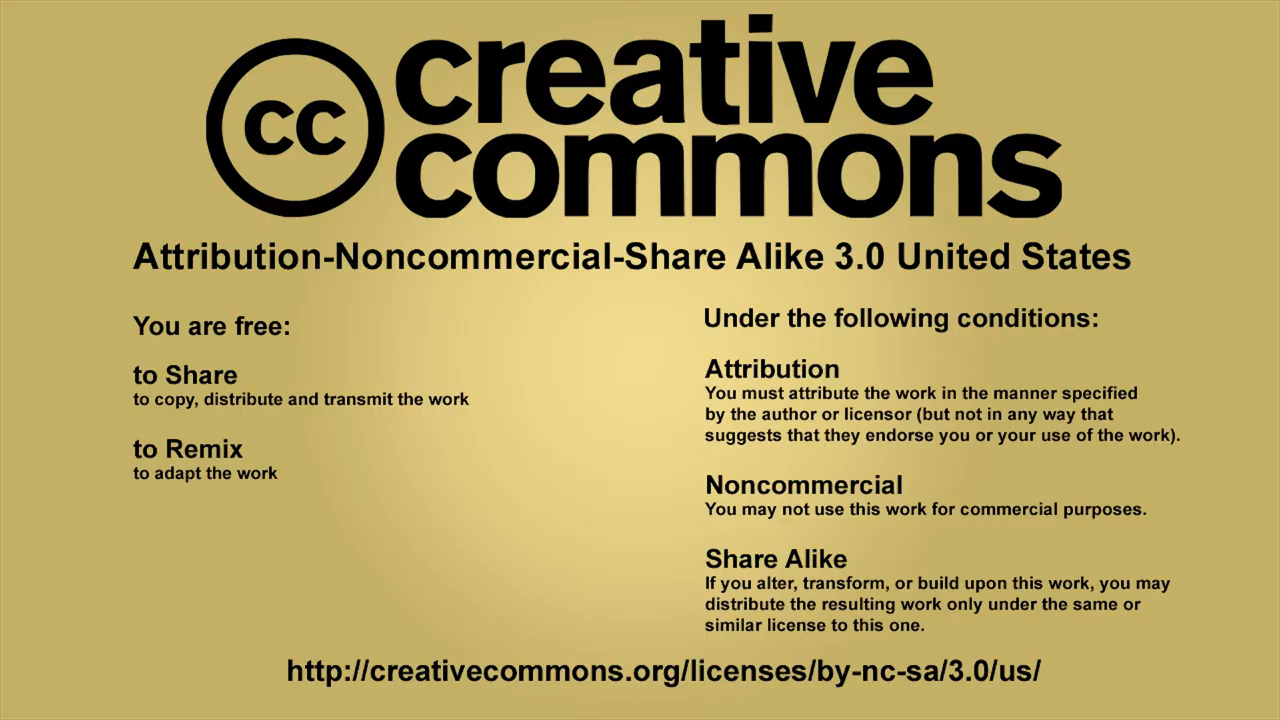 cc creative
commons
Attribution-Noncommercial-Share Alike 3.0 United States
You are free:
to Share
to copy, distribute and transmit the work
to Remix
to adapt the work
Under the following conditions:
Attribution
You must attribute the work in the manner specified
by the author or licensor (but not in any way that
suggests that they endorse you or your use of the work).
Noncommercial
You may not use this work for commercial purposes.
Share Alike
If you alter, transform, or build upon this work, you may
distribute the resulting work only under the same or
similar license to this one.
http://creativecommons.org/licenses/by-nc-sa/3.0/us/